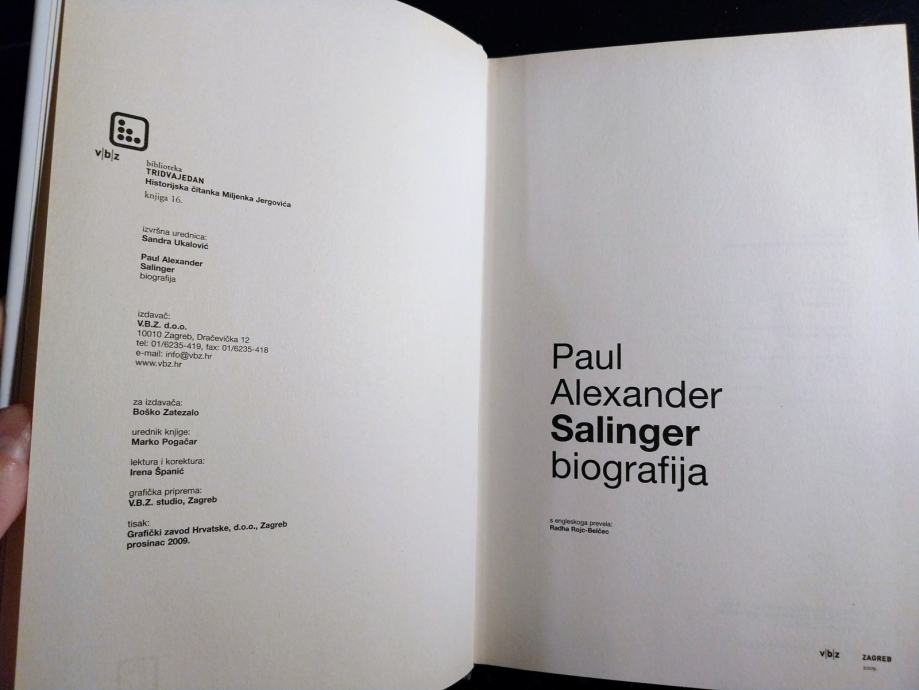 v|b|z
biblioteka
TRIDVAJEDAN
Historijska čitanka Miljenka Jergovića
knjiga 16.
izvršna urednica:
Sandra Ukalović
Paul Alexander
Salinger
biografija
izdavač:
V.B.Z. d.o.o.
10010 Zagreb, Dračevička 12
tel: 01/6235-419, fax: 01/6235-418
e-mail: info@vbz.hr
www.vbz.hr
za izdavača:
Boško Zatezalo
urednik knjige:
Marko Pogačar
lektura i korektura:
Irena Španić
grafička priprema:
V.B.Z. studio, Zagreb
tisak:
Grafički zavod Hrvatske, d.o.o., Zagreb
prosinac 2009.
Paul
Alexander
Salinger
biografija
s engleskoga prevela:
Radha Rojc-Belčec
v|b|z ZAGREB